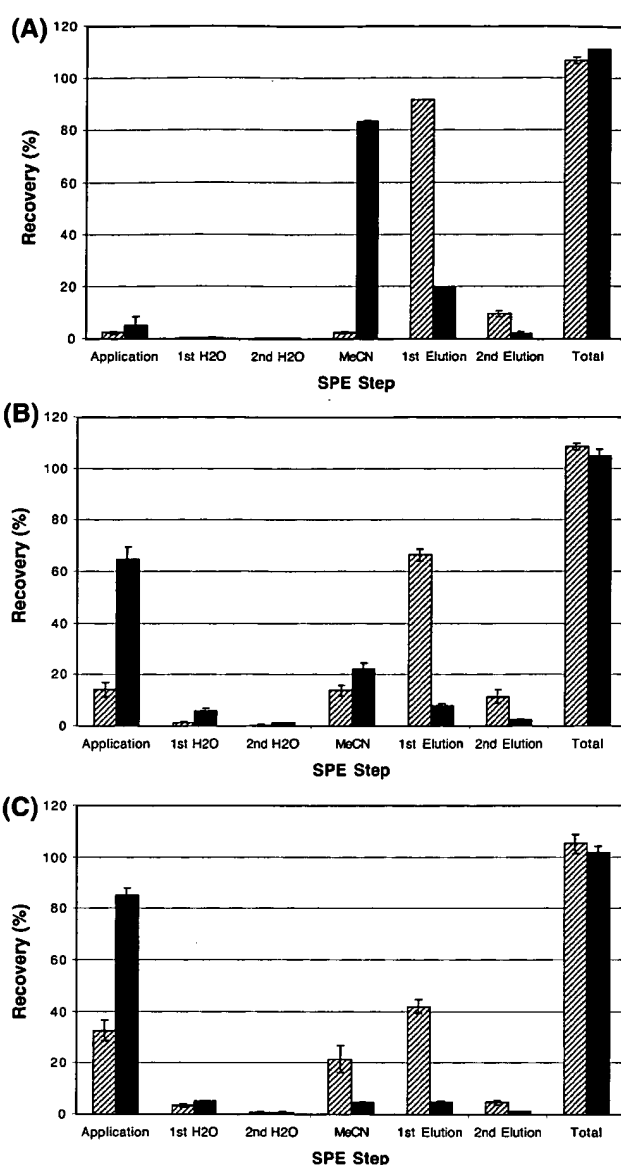 (A)
120
100
80
60
40
20
0
Recovery (%)
Application 1st H2O 2nd H2O MeCN 1st Elution 2nd Elution Total
SPE Step
(B)
120
100
80
60
40
20
0
Recovery (%)
Application 1st H2O 2nd H2O MeCN 1st Elution 2nd Elution Total
SPE Step
(C)
120
100
80
60
40
20
0
Recovery (%)
Application 1st H2O 2nd H2O MeCN 1st Elution 2nd Elution Total
SPE Step